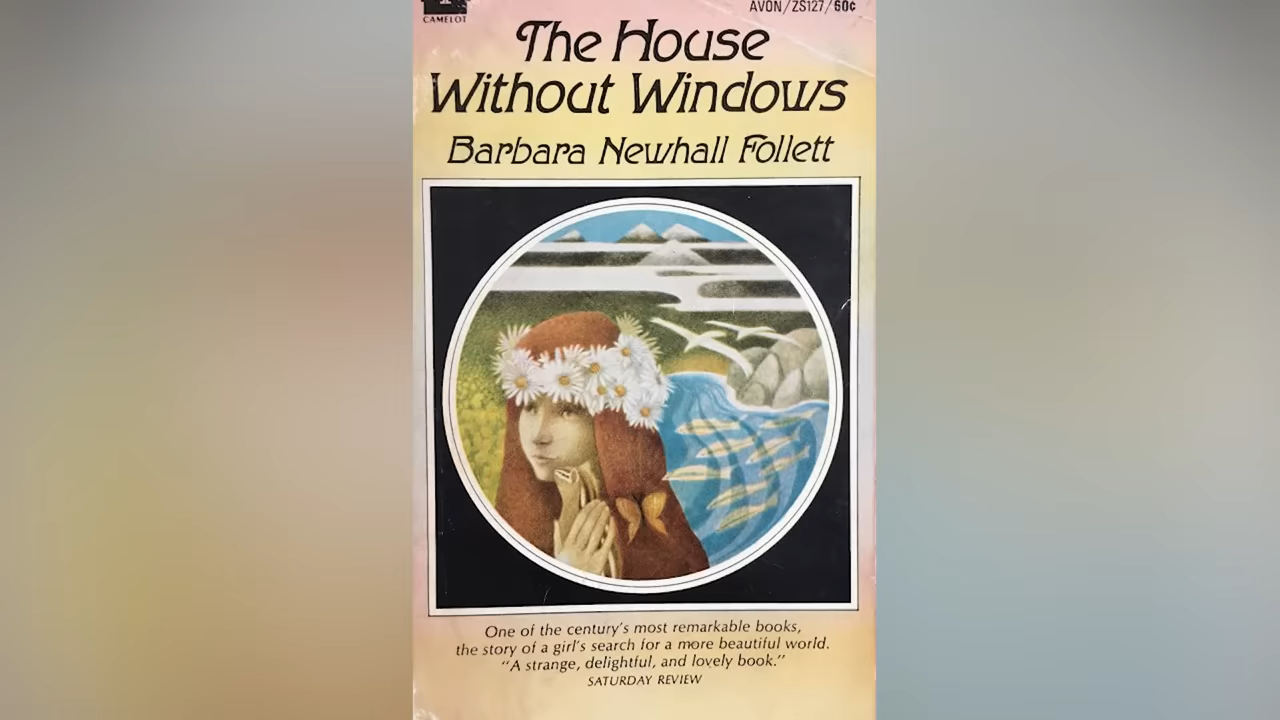 AVON/ZS127/60¢
CAMELOT
The House
Without Windows
Barbara Newhall Follett
One of the century's most remarkable books,
the story of a girl's search for a more beautiful world.
"A strange, delightful, and lovely book."
SATURDAY REVIEW